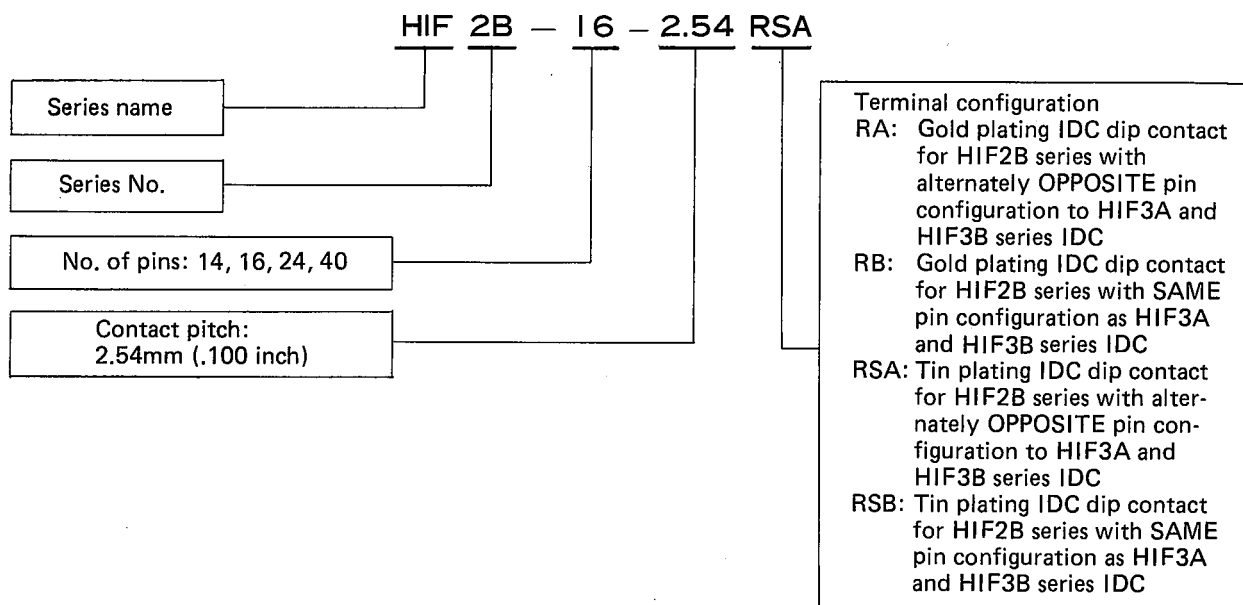 HIF 2B – 16 – 2.54 RSA
Series name
Series No.
No. of pins: 14, 16, 24, 40
Contact pitch:
2.54mm (.100 inch)
Terminal configuration
RA: Gold plating IDC dip contact
for HIF2B series with
alternately OPPOSITE pin
configuration to HIF3A and
HIF3B series IDC
RB: Gold plating IDC dip contact
for HIF2B series with SAME
pin configuration as HIF3A
and HIF3B series IDC
RSA: Tin plating IDC dip contact
for HIF2B series with alter-
nately OPPOSITE pin con-
figuration to HIF3A and
HIF3B series IDC
RSB: Tin plating IDC dip contact
for HIF2B series with SAME
pin configuration as HIF3A
and HIF3B series IDC